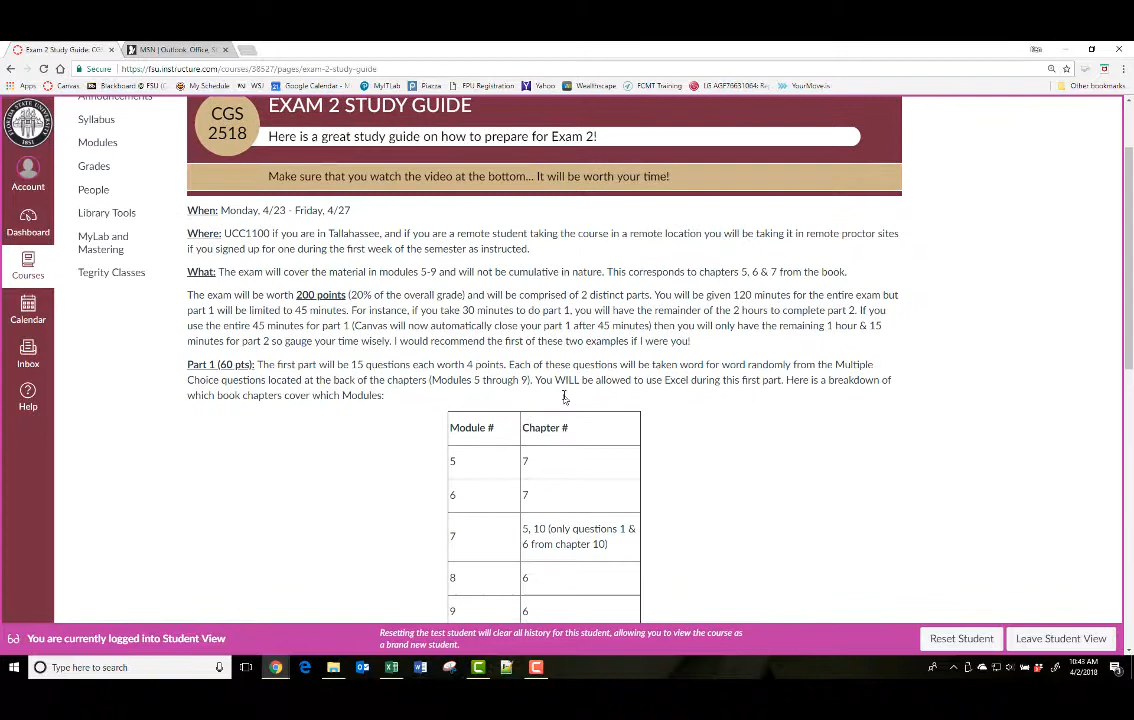 Exam 2 Study Guide: CG
MSN | Outlook, Office, S
Secure https://fsu.instructure.com/courses/38527/pages/exam-2-study-guide
Apps Canvas Blackboard @ FSU My Schedule WSJ Google Calendar - N Piazza FPU Registration Yahoo Wealthscape FCMT Training LG AGF76631064: Re YourMove.is Other bookmarks
Announcements
Syllabus
Modules
Grades
People
Library Tools
MyLab and
Mastering
Tegrity Classes
Account
Dashboard
Courses
Calendar
Inbox
Help
CGS
2518
EXAM 2 STUDY GUIDE
Here is a great study guide on how to prepare for Exam 2!
Make sure that you watch the video at the bottom... It will be worth your time!
When: Monday, 4/23 - Friday, 4/27
Where: UCC1100 if you are in Tallahassee, and if you are a remote student taking the course in a remote location you will be taking it in remote proctor sites
if you signed up for one during the first week of the semester as instructed.
What: The exam will cover the material in modules 5-9 and will not be cumulative in nature. This corresponds to chapters 5, 6 & 7 from the book.
The exam will be worth 200 points (20% of the overall grade) and will be comprised of 2 distinct parts. You will be given 120 minutes for the entire exam but
part 1 will be limited to 45 minutes. For instance, if you take 30 minutes to do part 1, you will have the remainder of the 2 hours to complete part 2. If you
use the entire 45 minutes for part 1 (Canvas will now automatically close your part 1 after 45 minutes) then you will only have the remaining 1 hour & 15
minutes for part 2 so gauge your time wisely. I would recommend the first of these two examples if I were you!
Part 1 (60 pts): The first part will be 15 questions each worth 4 points. Each of these questions will be taken word for word randomly from the Multiple
Choice questions located at the back of the chapters (Modules 5 through 9). You WILL be allowed to use Excel during this first part. Here is a breakdown of
which book chapters cover which Modules:
Module # Chapter #
5 7
6 7
7 5, 10 (only questions 1 &
6 from chapter 10)
8 6
9 6
You are currently logged into Student View
Resetting the test student will clear all history for this student, allowing you to view the course as
a brand new student.
Reset Student
Leave Student View
Type here to search
10:43 AM
4/2/2018